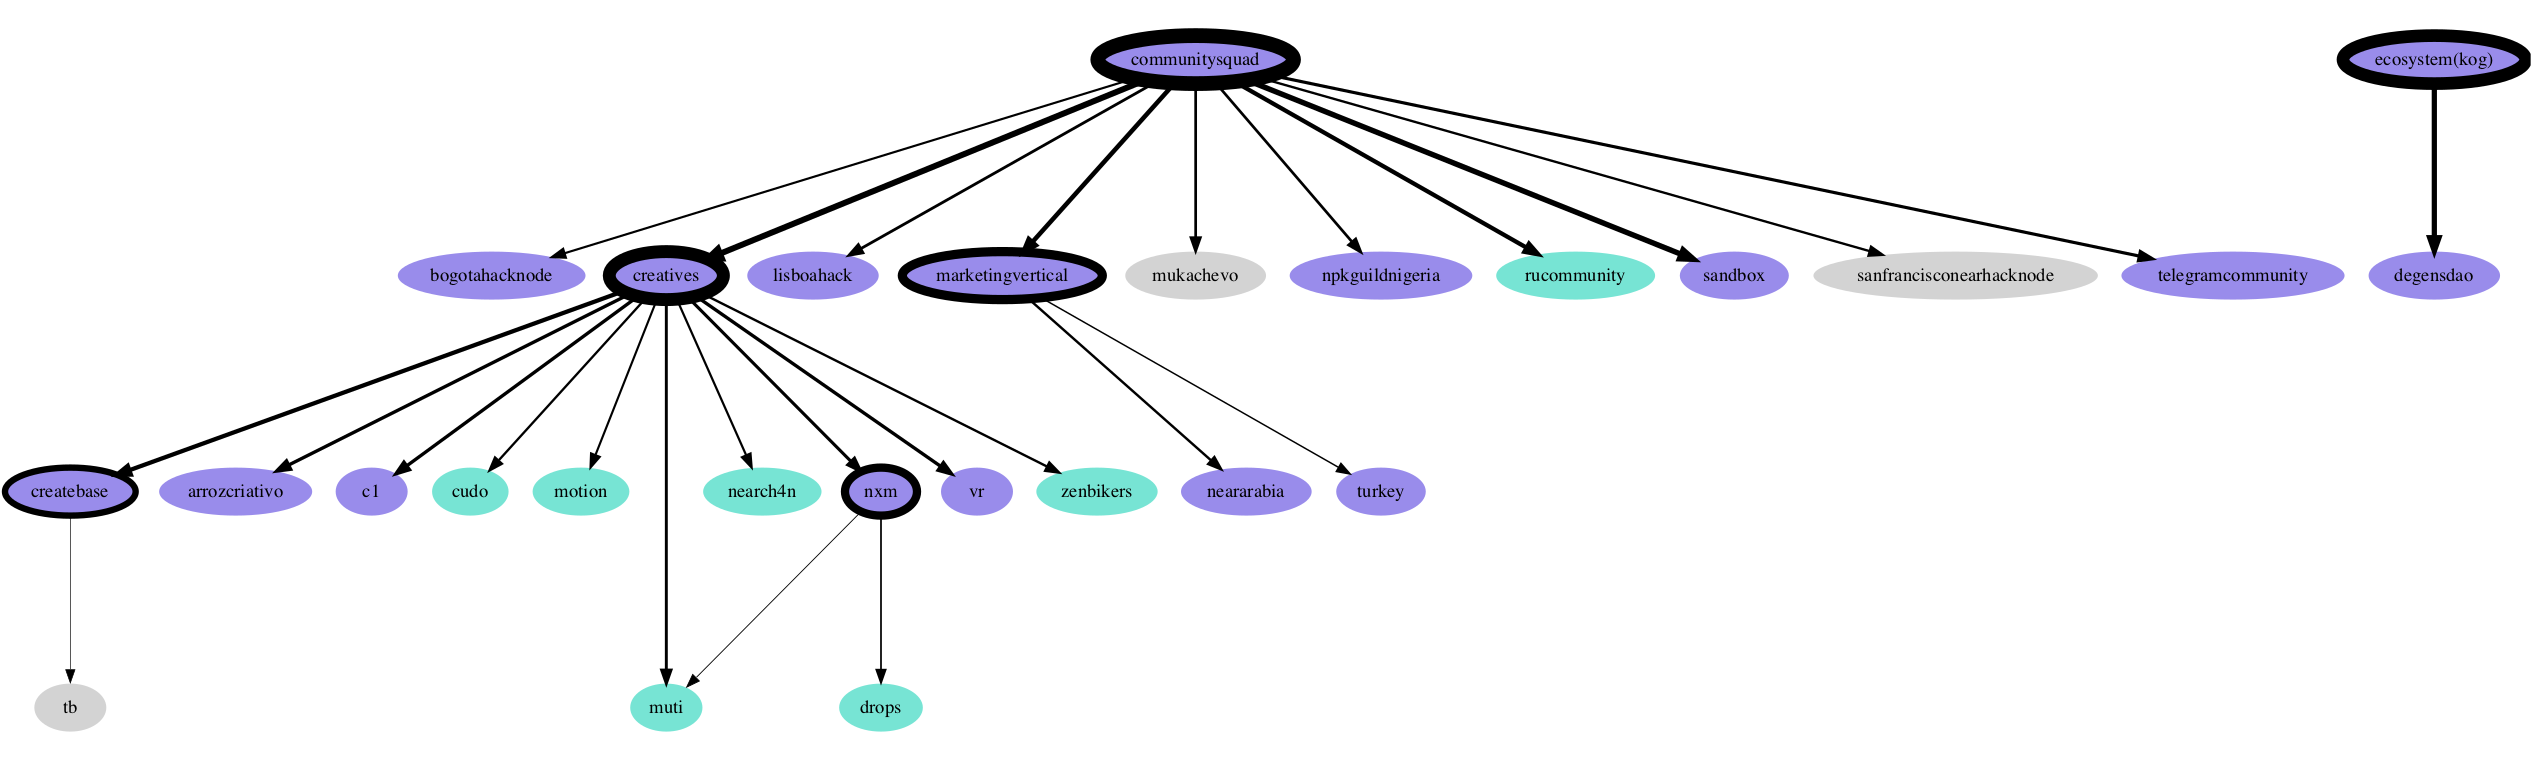 communitysquad
ecosystem(kog)
bogotahacknode
creatives
lisboahack
marketingvertical
mukachevo
npkguildnigeria
rucommunity
sandbox
sanfrancisconearhacknode
telegramcommunity
degensdao
createbase
arrozcriativo
c1
cudo
motion
nearch4n
nxm
vr
zenbikers
neararabia
turkey
tb
muti
drops